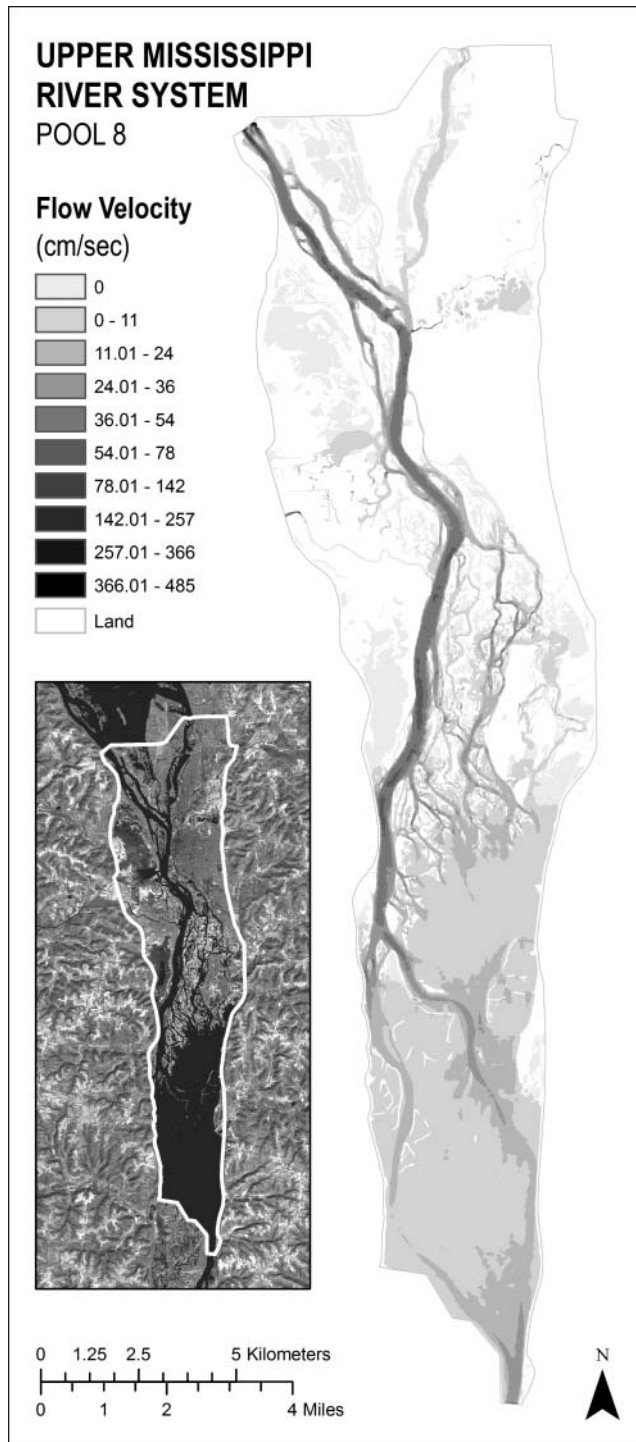 UPPER MISSISSIPPI
RIVER SYSTEM
POOL 8
Flow Velocity
(cm/sec)
0
0 - 11
11.01 - 24
24.01 - 36
36.01 - 54
54.01 - 78
78.01 - 142
142.01 - 257
257.01 - 366
366.01 - 485
Land
0 1.25 2.5 5 Kilometers
0 1 2 4 Miles
N